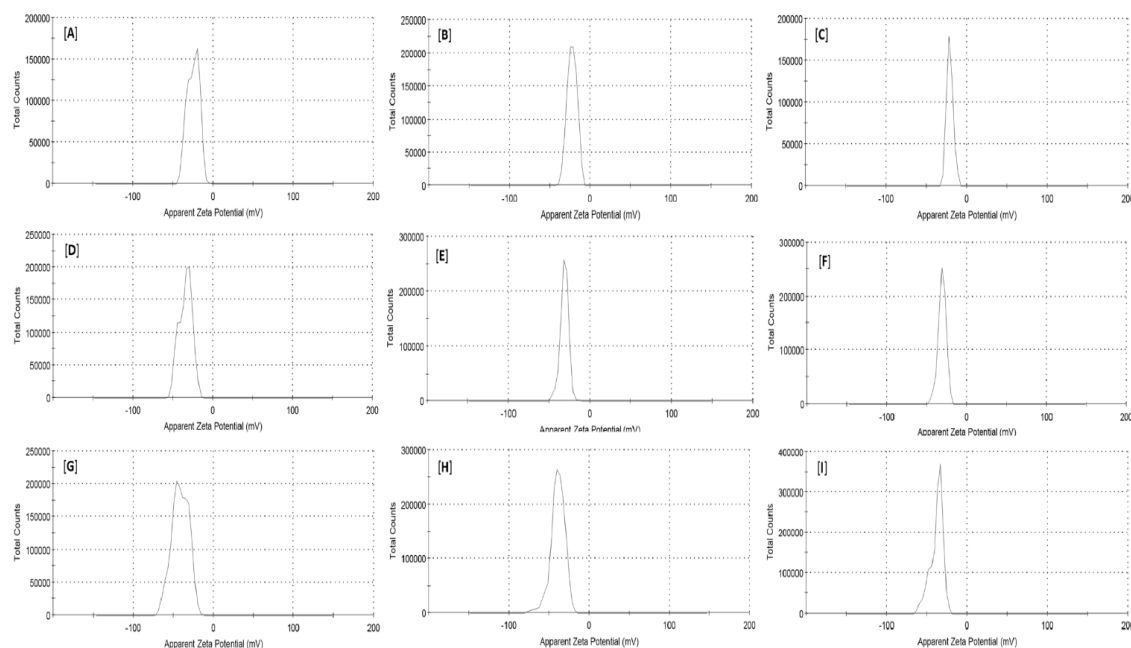 [A]
Total Counts
200000
150000
100000
50000
0
-100 0 100 200
Apparent Zeta Potential (mV)
[B]
Total Counts
250000
200000
150000
100000
50000
0
-100 0 100 200
Apparent Zeta Potential (mV)
[C]
Total Counts
200000
150000
100000
50000
0
-100 0 100 200
Apparent Zeta Potential (mV)
[D]
Total Counts
250000
200000
150000
100000
50000
0
-100 0 100 200
Apparent Zeta Potential (mV)
[E]
Total Counts
300000
200000
100000
0
-100 0 100 200
Apparent Zeta Potential (mV)
[F]
Total Counts
300000
200000
100000
0
-100 0 100 200
Apparent Zeta Potential (mV)
[G]
Total Counts
250000
200000
150000
100000
50000
0
-100 0 100 200
Apparent Zeta Potential (mV)
[H]
Total Counts
300000
200000
100000
0
-100 0 100 200
Apparent Zeta Potential (mV)
[I]
Total Counts
400000
300000
200000
100000
0
-100 0 100 200
Apparent Zeta Potential (mV)